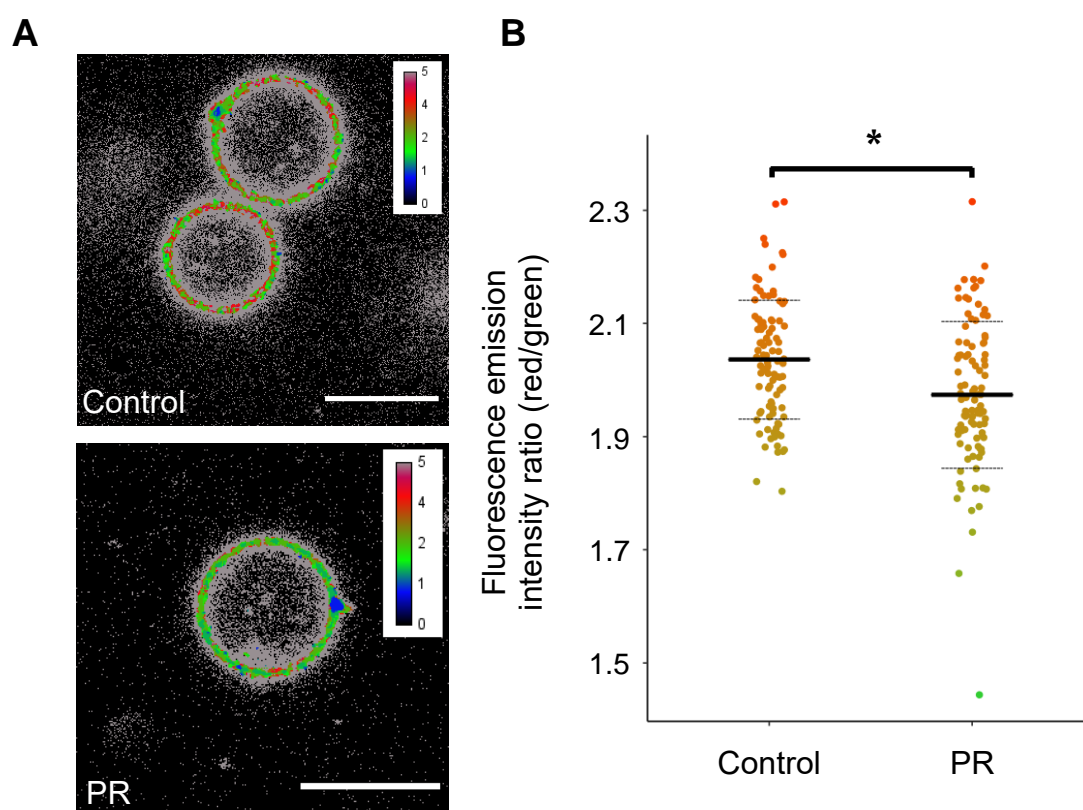 A
5
4
2
1
0
Control
5
4
2
1
0
PR
B
*
Fluorescence emission
intensity ratio (red/green)
2.3
2.1
1.9
1.7
1.5
Control
PR